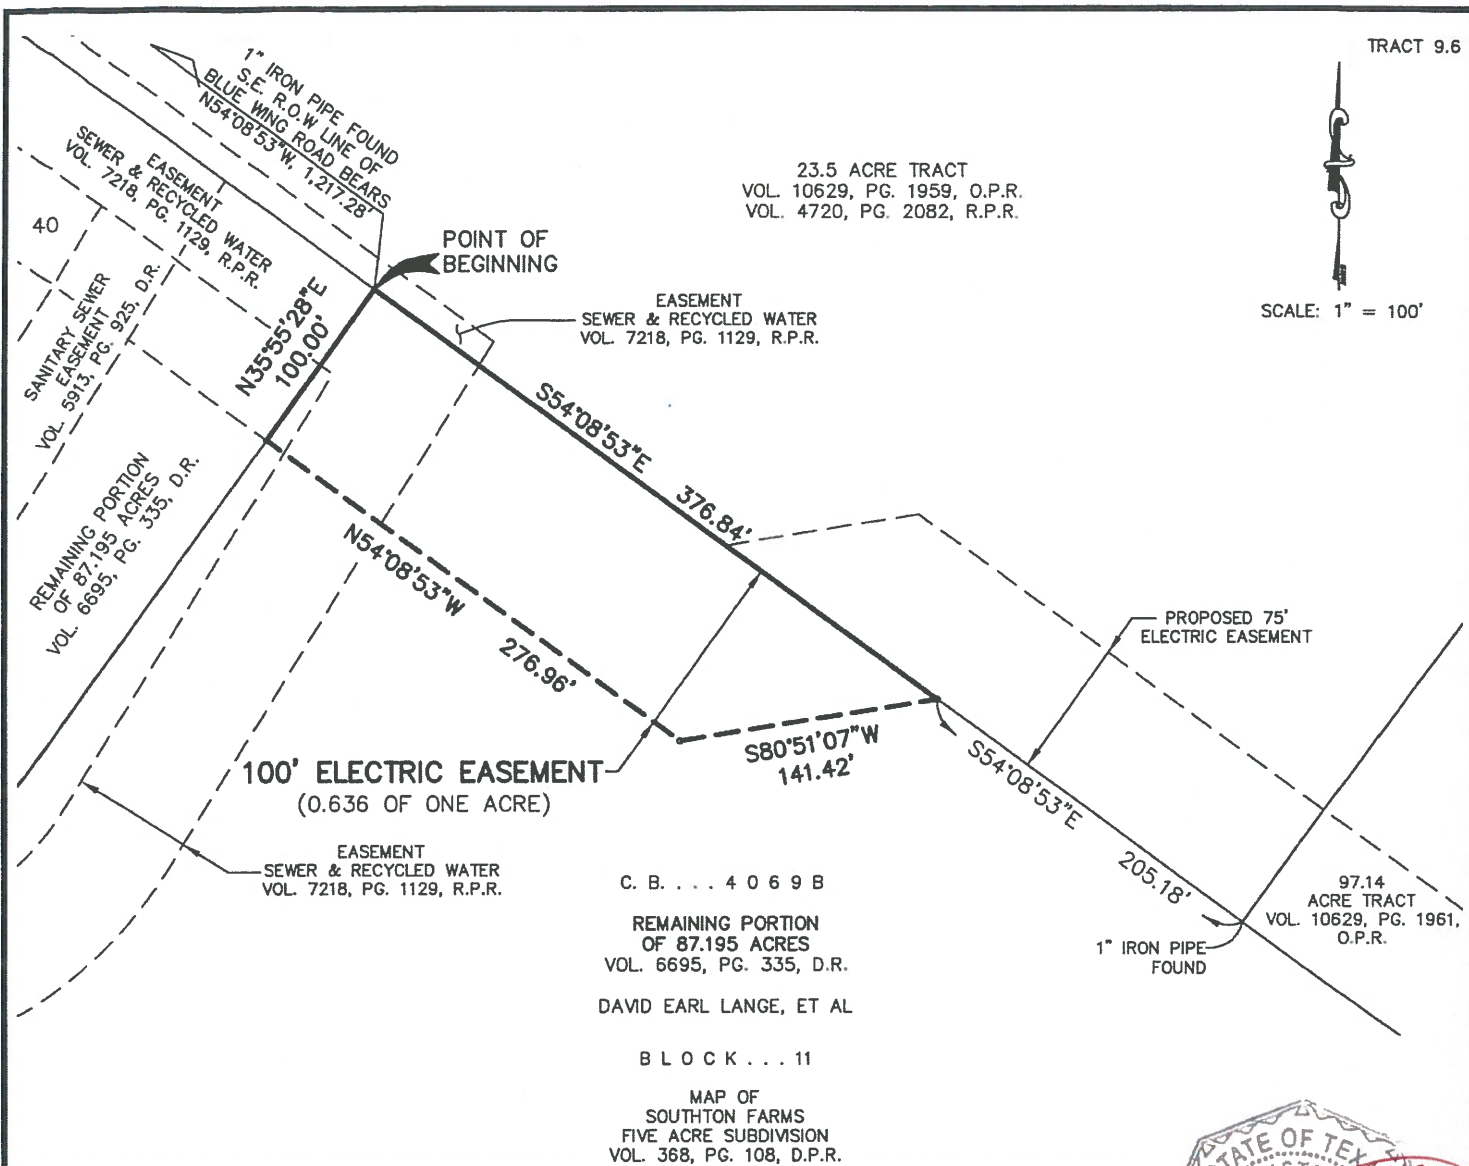 TRACT 9.6
1" IRON PIPE FOUND
S.E. R.O.W LINE OF
BLUE WING ROAD BEARS
N54°08'53"W, 1,217.28'
EASEMENT
SEWER & RECYCLED WATER
VOL. 7218, PG. 1129, R.P.R.
40
23.5 ACRE TRACT
VOL. 10629, PG. 1959, O.P.R.
VOL. 4720, PG. 2082, R.P.R.
SCALE: 1" = 100'
POINT OF
BEGINNING
EASEMENT
SEWER & RECYCLED WATER
VOL. 7218, PG. 1129, R.P.R.
SANITARY SEWER
EASEMENT
VOL. 5913, PG. 925, D.R.
N35°55'28"E
100.00'
S54°08'53"E
376.84'
REMAINING PORTION
OF 87.195 ACRES
VOL. 6695, PG. 335, D.R.
N54°08'53"W
276.96'
PROPOSED 75'
ELECTRIC EASEMENT
100' ELECTRIC EASEMENT
(0.636 OF ONE ACRE)
S80°51'07"W
141.42'
S54°08'53"E
205.18'
EASEMENT
SEWER & RECYCLED WATER
VOL. 7218, PG. 1129, R.P.R.
97.14
ACRE TRACT
VOL. 10629, PG. 1961,
O.P.R.
1" IRON PIPE
FOUND
C. B. . . . 4 0 6 9 B
REMAINING PORTION
OF 87.195 ACRES
VOL. 6695, PG. 335, D.R.
DAVID EARL LANGE, ET AL
B L O C K . . . 11
MAP OF
SOUTHTON FARMS
FIVE ACRE SUBDIVISION
VOL. 368, PG. 108, D.P.R.
STATE OF TEX